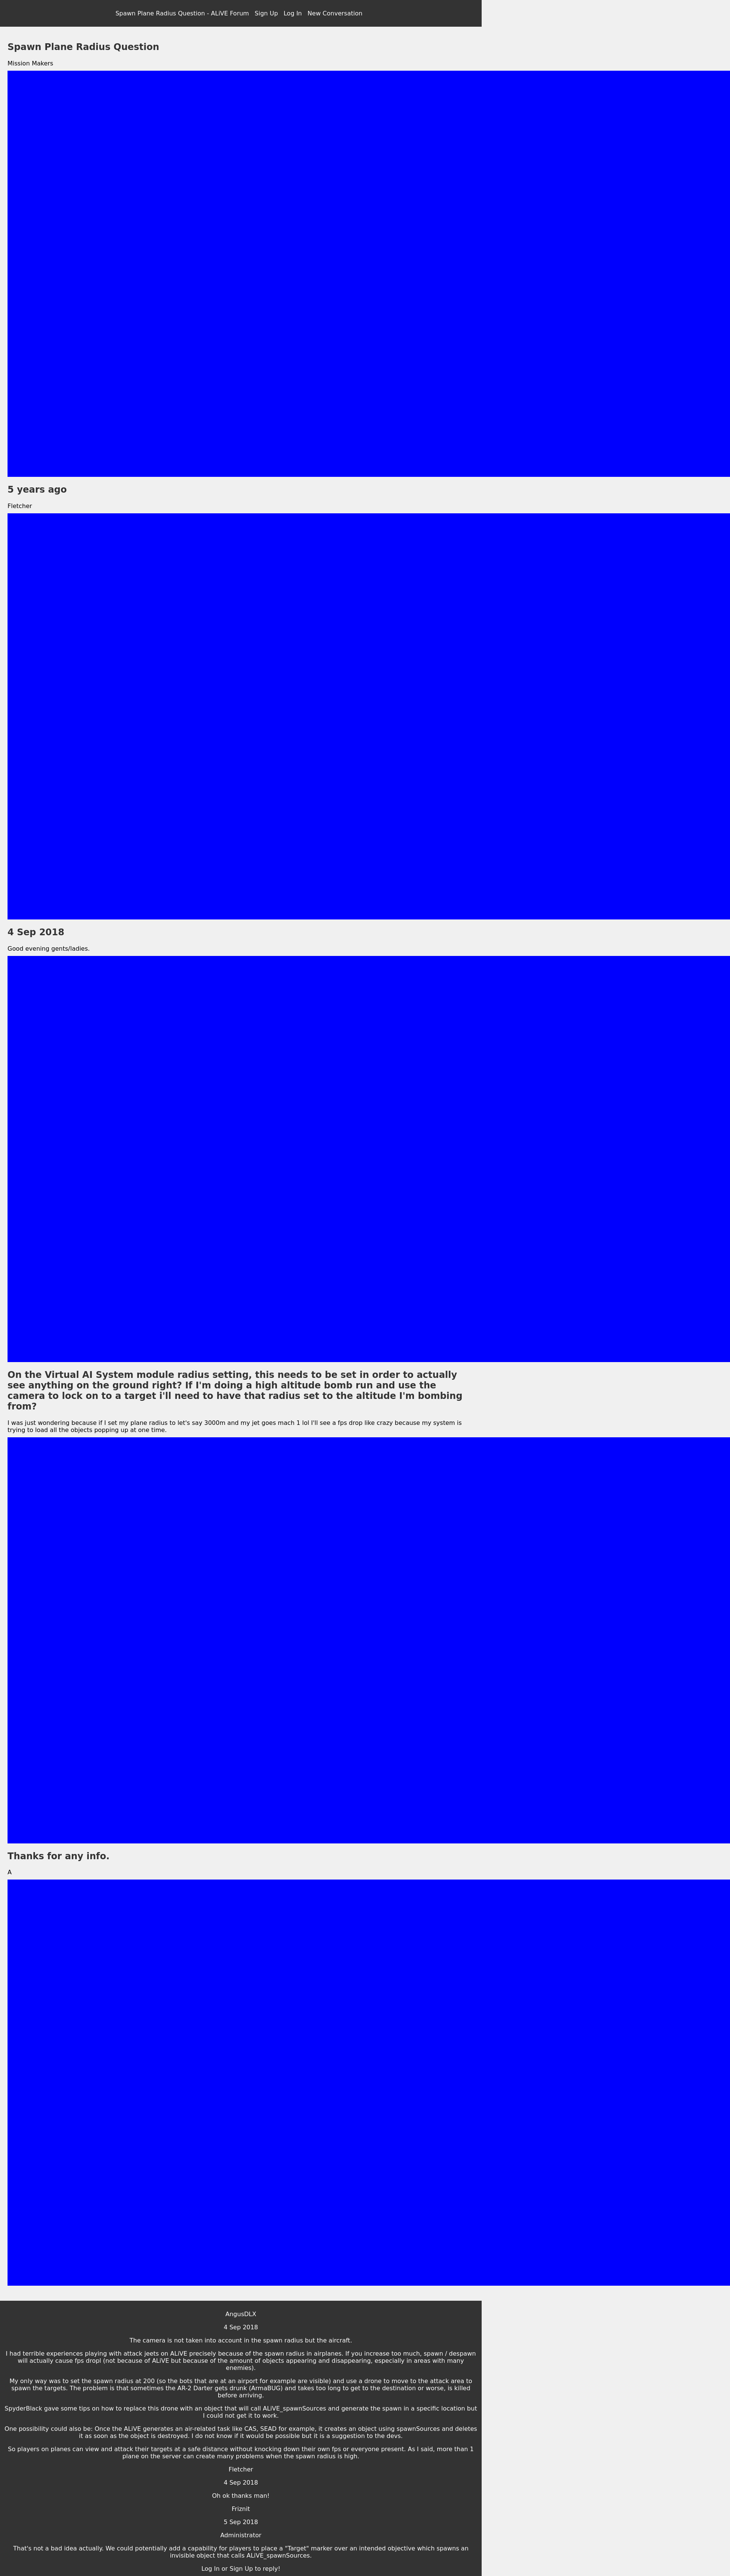 Spawn Plane Radius Question - ALiVE Forum Sign Up Log In New Conversation
Spawn Plane Radius Question
Mission Makers
5 years ago
Fletcher
4 Sep 2018
Good evening gents/ladies.
On the Virtual AI System module radius setting, this needs to be set in order to actually
see anything on the ground right? If I'm doing a high altitude bomb run and use the
camera to lock on to a target i'll need to have that radius set to the altitude I'm bombing
from?
I was just wondering because if I set my plane radius to let's say 3000m and my jet goes mach 1 lol I'll see a fps drop like crazy because my system is
trying to load all the objects popping up at one time.
Thanks for any info.
A
AngusDLX
4 Sep 2018
The camera is not taken into account in the spawn radius but the aircraft.
I had terrible experiences playing with attack jeets on ALiVE precisely because of the spawn radius in airplanes. If you increase too much, spawn / despawn
will actually cause fps dropl (not because of ALiVE but because of the amount of objects appearing and disappearing, especially in areas with many
enemies).
My only way was to set the spawn radius at 200 (so the bots that are at an airport for example are visible) and use a drone to move to the attack area to
spawn the targets. The problem is that sometimes the AR-2 Darter gets drunk (ArmaBUG) and takes too long to get to the destination or worse, is killed
before arriving.
SpyderBlack gave some tips on how to replace this drone with an object that will call ALiVE_spawnSources and generate the spawn in a specific location but
I could not get it to work.
One possibility could also be: Once the ALiVE generates an air-related task like CAS, SEAD for example, it creates an object using spawnSources and deletes
it as soon as the object is destroyed. I do not know if it would be possible but it is a suggestion to the devs.
So players on planes can view and attack their targets at a safe distance without knocking down their own fps or everyone present. As I said, more than 1
plane on the server can create many problems when the spawn radius is high.
Fletcher
4 Sep 2018
Oh ok thanks man!
Friznit
5 Sep 2018
Administrator
That's not a bad idea actually. We could potentially add a capability for players to place a "Target" marker over an intended objective which spawns an
invisible object that calls ALiVE_spawnSources.
Log In or Sign Up to reply!